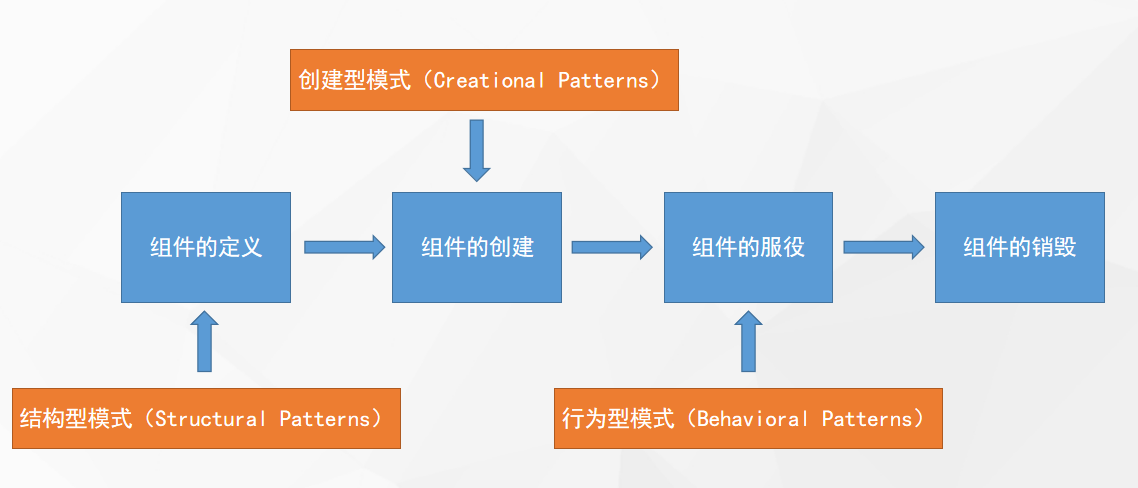 创建型模式（Creational Patterns）
组件的定义
组件的创建
组件的服役
组件的销毁
结构型模式（Structural Patterns）
行为型模式（Behavioral Patterns）